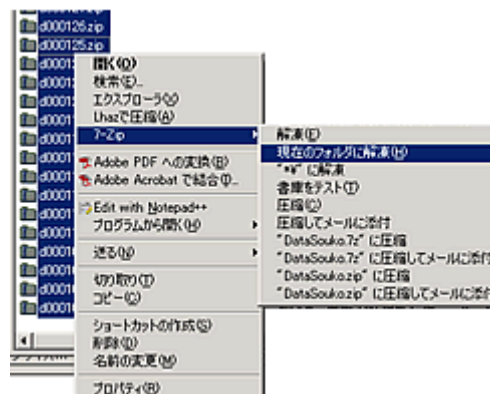 d000126.zip
d000125.zip
開く(O)
検索(E)...
エクスプローラ(X)
Lhazで圧縮(A)
7-Zip
Adobe PDF への変換(B)
Adobe Acrobat で結合(D)...
Edit with Notepad++
プログラムから開く(H)
送る(N)
切り取り(T)
コピー(C)
ショートカットの作成(S)
削除(D)
名前の変更(M)
プロパティ(R)
解凍(E)
現在のフォルダに解凍(H)
"*¥" に解凍
書庫をテスト(T)
圧縮(C)
圧縮してメールに添付
"DataSouko.7z" に圧縮
"DataSouko.7z" に圧縮してメールに添付
"DataSouko.zip" に圧縮
"DataSouko.zip" に圧縮してメールに添付